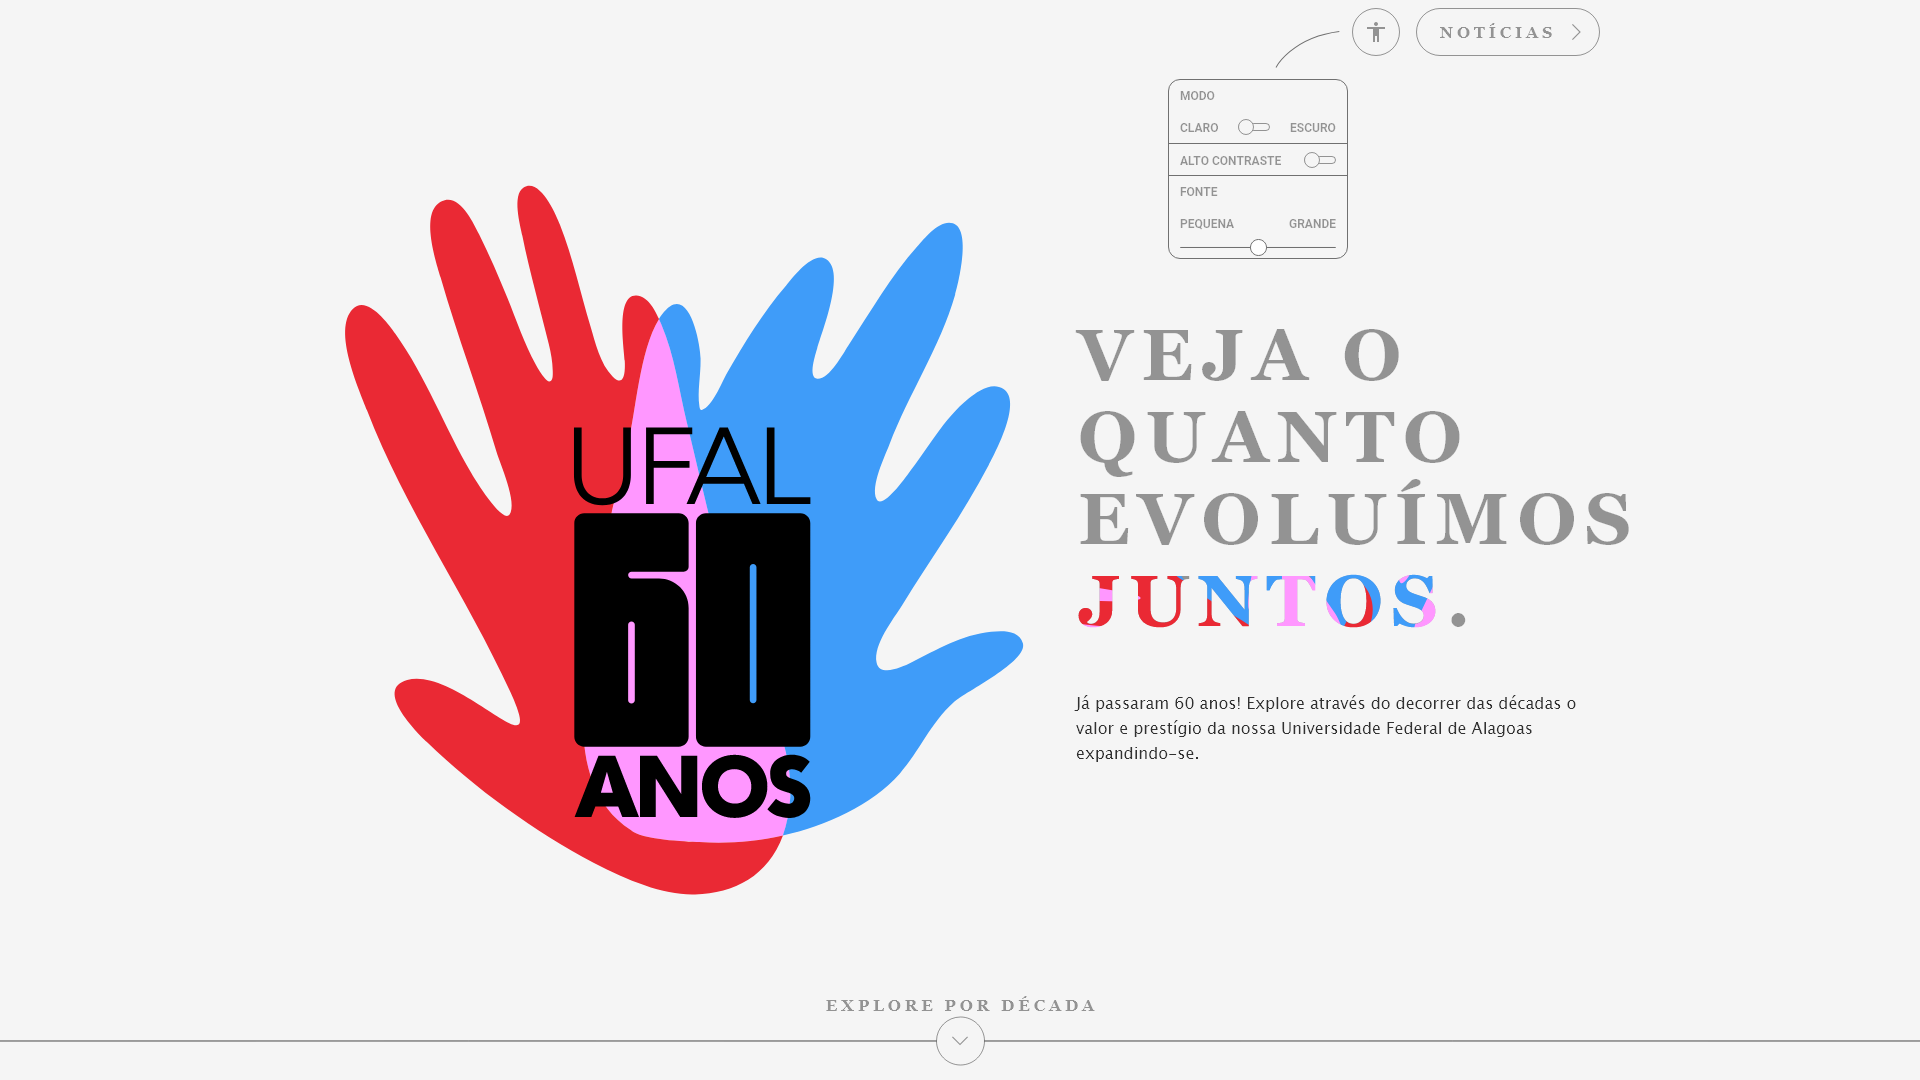 NOTÍCIAS
MODO
CLARO ESCURO
ALTO CONTRASTE
FONTE
PEQUENA GRANDE
UFAL
60
ANOS
VEJA O
QUANTO
EVOLUÍMOS
JUNTOS.
Já passaram 60 anos! Explore através do decorrer das décadas o
valor e prestígio da nossa Universidade Federal de Alagoas
expandindo-se.
EXPLORE POR DÉCADA